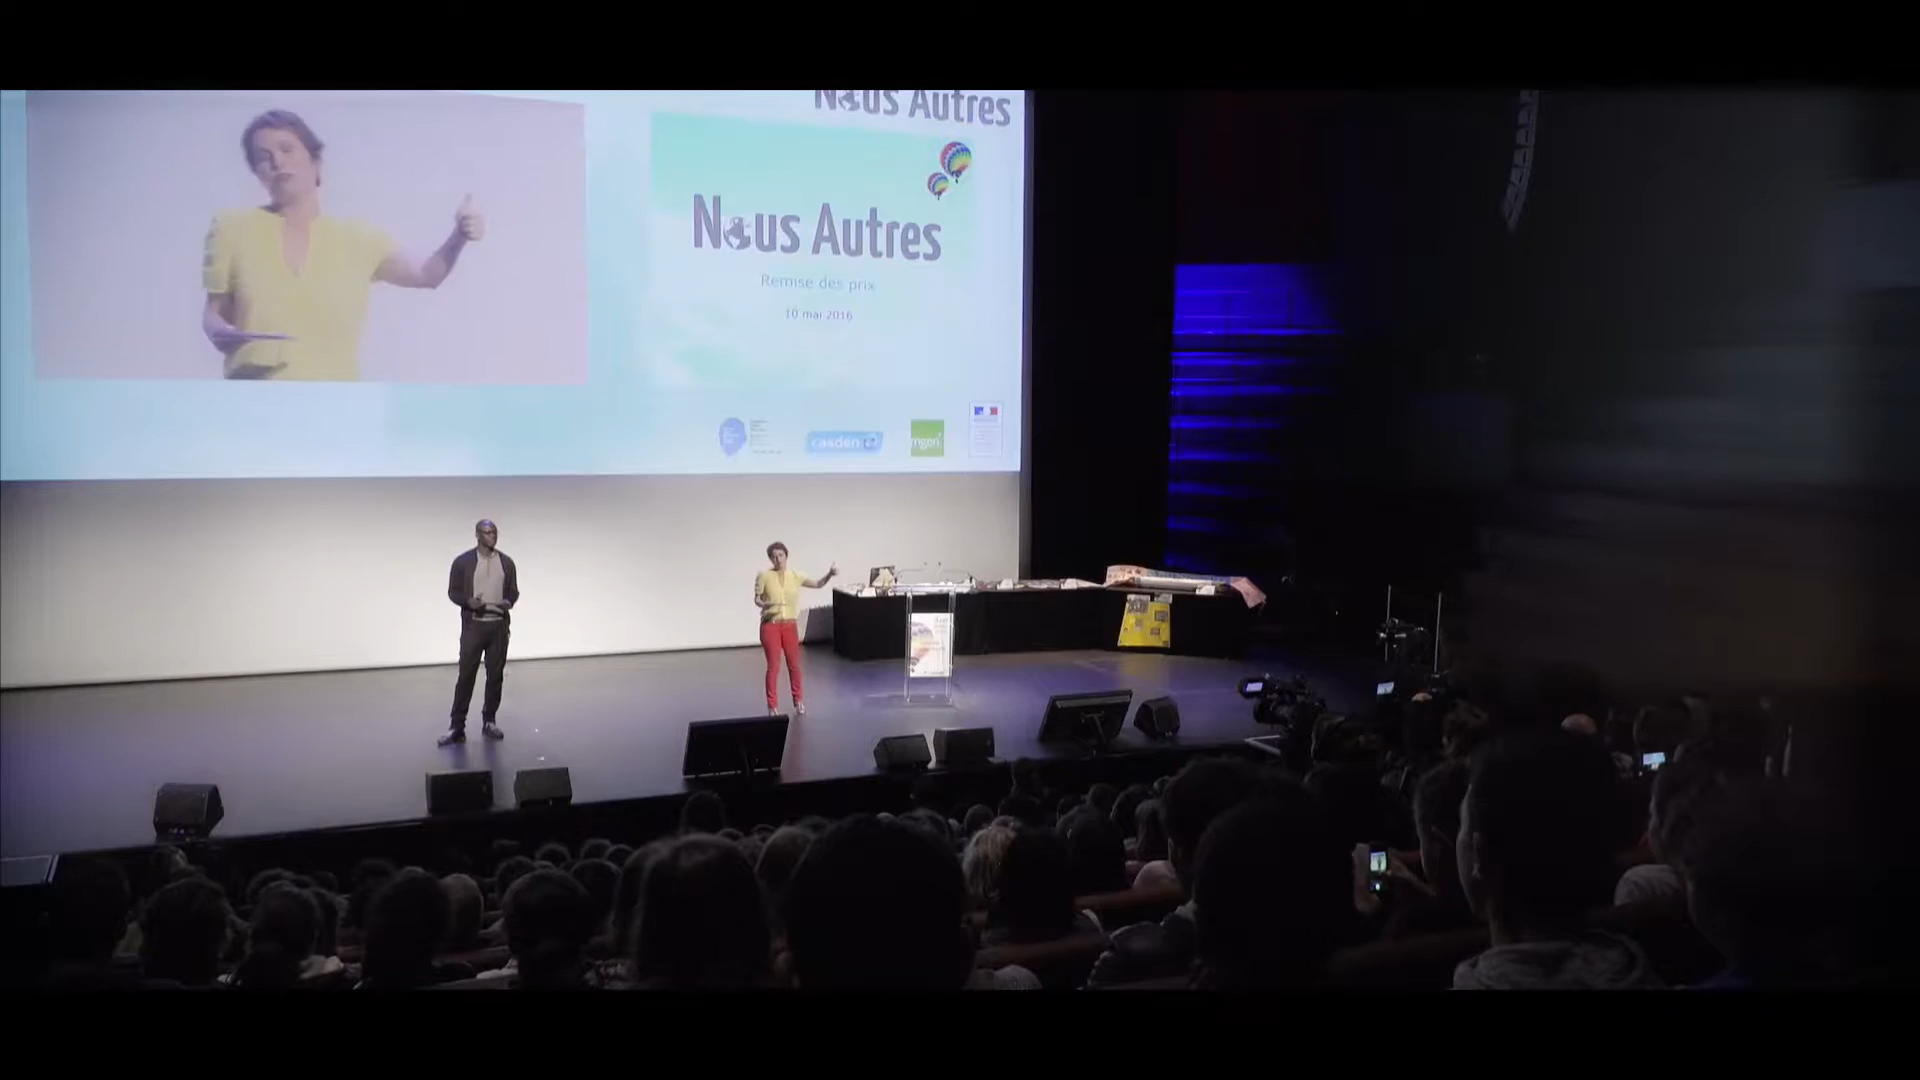 Nous Autres
Nous Autres
Remise des prix
10 mai 2016
casden
mgen